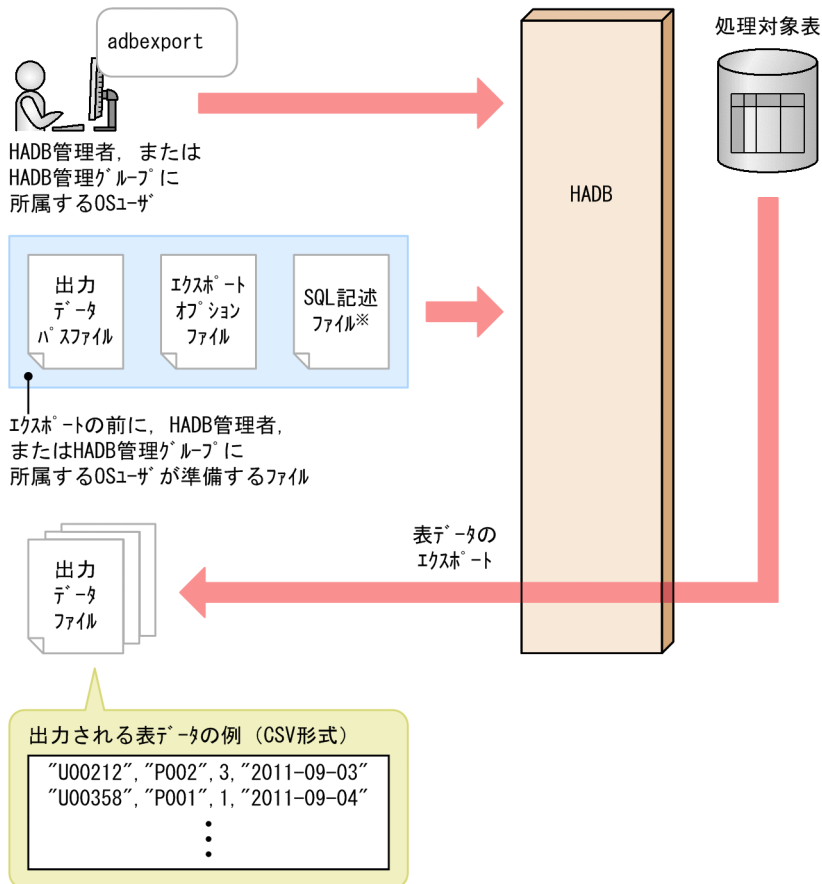 adbexport
処理対象表
HADB管理者，または
HADB管理ｸﾞﾙｰﾌﾟに
所属するOSﾕｰｻﾞ
HADB
出力
ﾃﾞｰﾀ
ﾊﾟｽﾌｧｲﾙ
ｴｸｽﾎﾟｰﾄ
ｵﾌﾟｼｮﾝ
ﾌｧｲﾙ
SQL記述
ﾌｧｲﾙ※
ｴｸｽﾎﾟｰﾄの前に，HADB管理者，
またはHADB管理ｸﾞﾙｰﾌﾟに
所属するOSﾕｰｻﾞが準備するﾌｧｲﾙ
表ﾃﾞｰﾀの
ｴｸｽﾎﾟｰﾄ
出力
ﾃﾞｰﾀ
ﾌｧｲﾙ
出力される表ﾃﾞｰﾀの例（CSV形式）
"U00212","P002",3,"2011-09-03"
"U00358","P001",1,"2011-09-04"